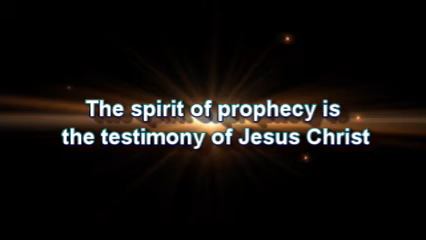 The spirit of prophecy is
the testimony of Jesus Christ